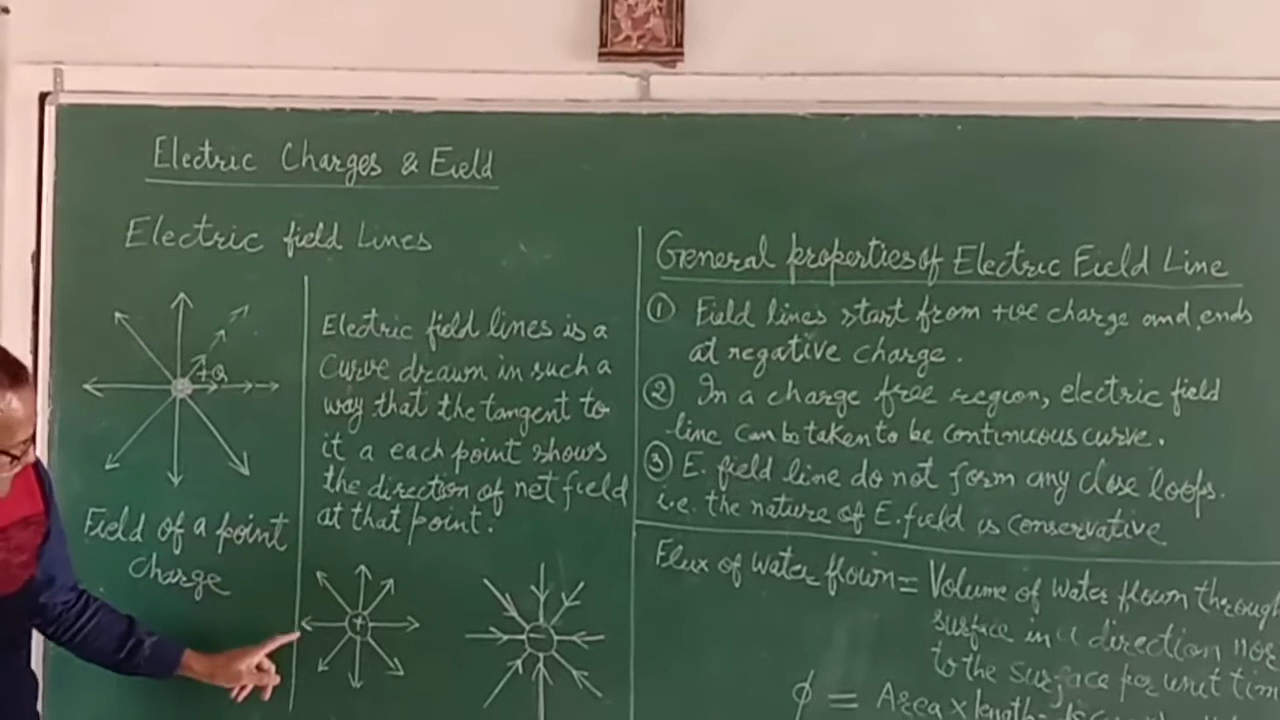 Electric Charges & Field
Electric field Lines
+Q
Field of a point
Charge
Electric field lines is a
Curve drawn in such a
way that the tangent to
it a each point shows
the direction of net field
at that point.
+
−
General properties of Electric Field Line
① Field lines start from +ve charge and ends
at negative charge.
② In a charge free region, electric field
line can be taken to be continuous curve.
③ E. field line do not form any close loops.
i.e. the nature of E. field is conservative
Flux of water flown = Volume of water flown through
surface in a direction
to the surface per unit tim
ϕ = Area × length